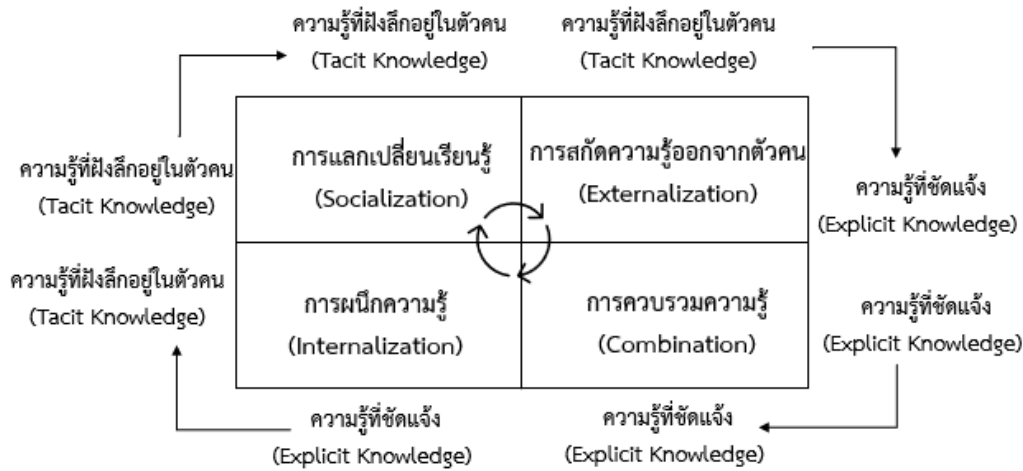 ความรู้ที่ฝังลึกอยู่ในตัวคน
(Tacit Knowledge)
ความรู้ที่ฝังลึกอยู่ในตัวคน
(Tacit Knowledge)
ความรู้ที่ฝังลึกอยู่ในตัวคน
(Tacit Knowledge)
การแลกเปลี่ยนเรียนรู้
(Socialization)
การสกัดความรู้ออกจากตัวคน
(Externalization)
ความรู้ที่ชัดแจ้ง
(Explicit Knowledge)
ความรู้ที่ฝังลึกอยู่ในตัวคน
(Tacit Knowledge)
การผนึกความรู้
(Internalization)
การควบรวมความรู้
(Combination)
ความรู้ที่ชัดแจ้ง
(Explicit Knowledge)
ความรู้ที่ชัดแจ้ง
(Explicit Knowledge)
ความรู้ที่ชัดแจ้ง
(Explicit Knowledge)